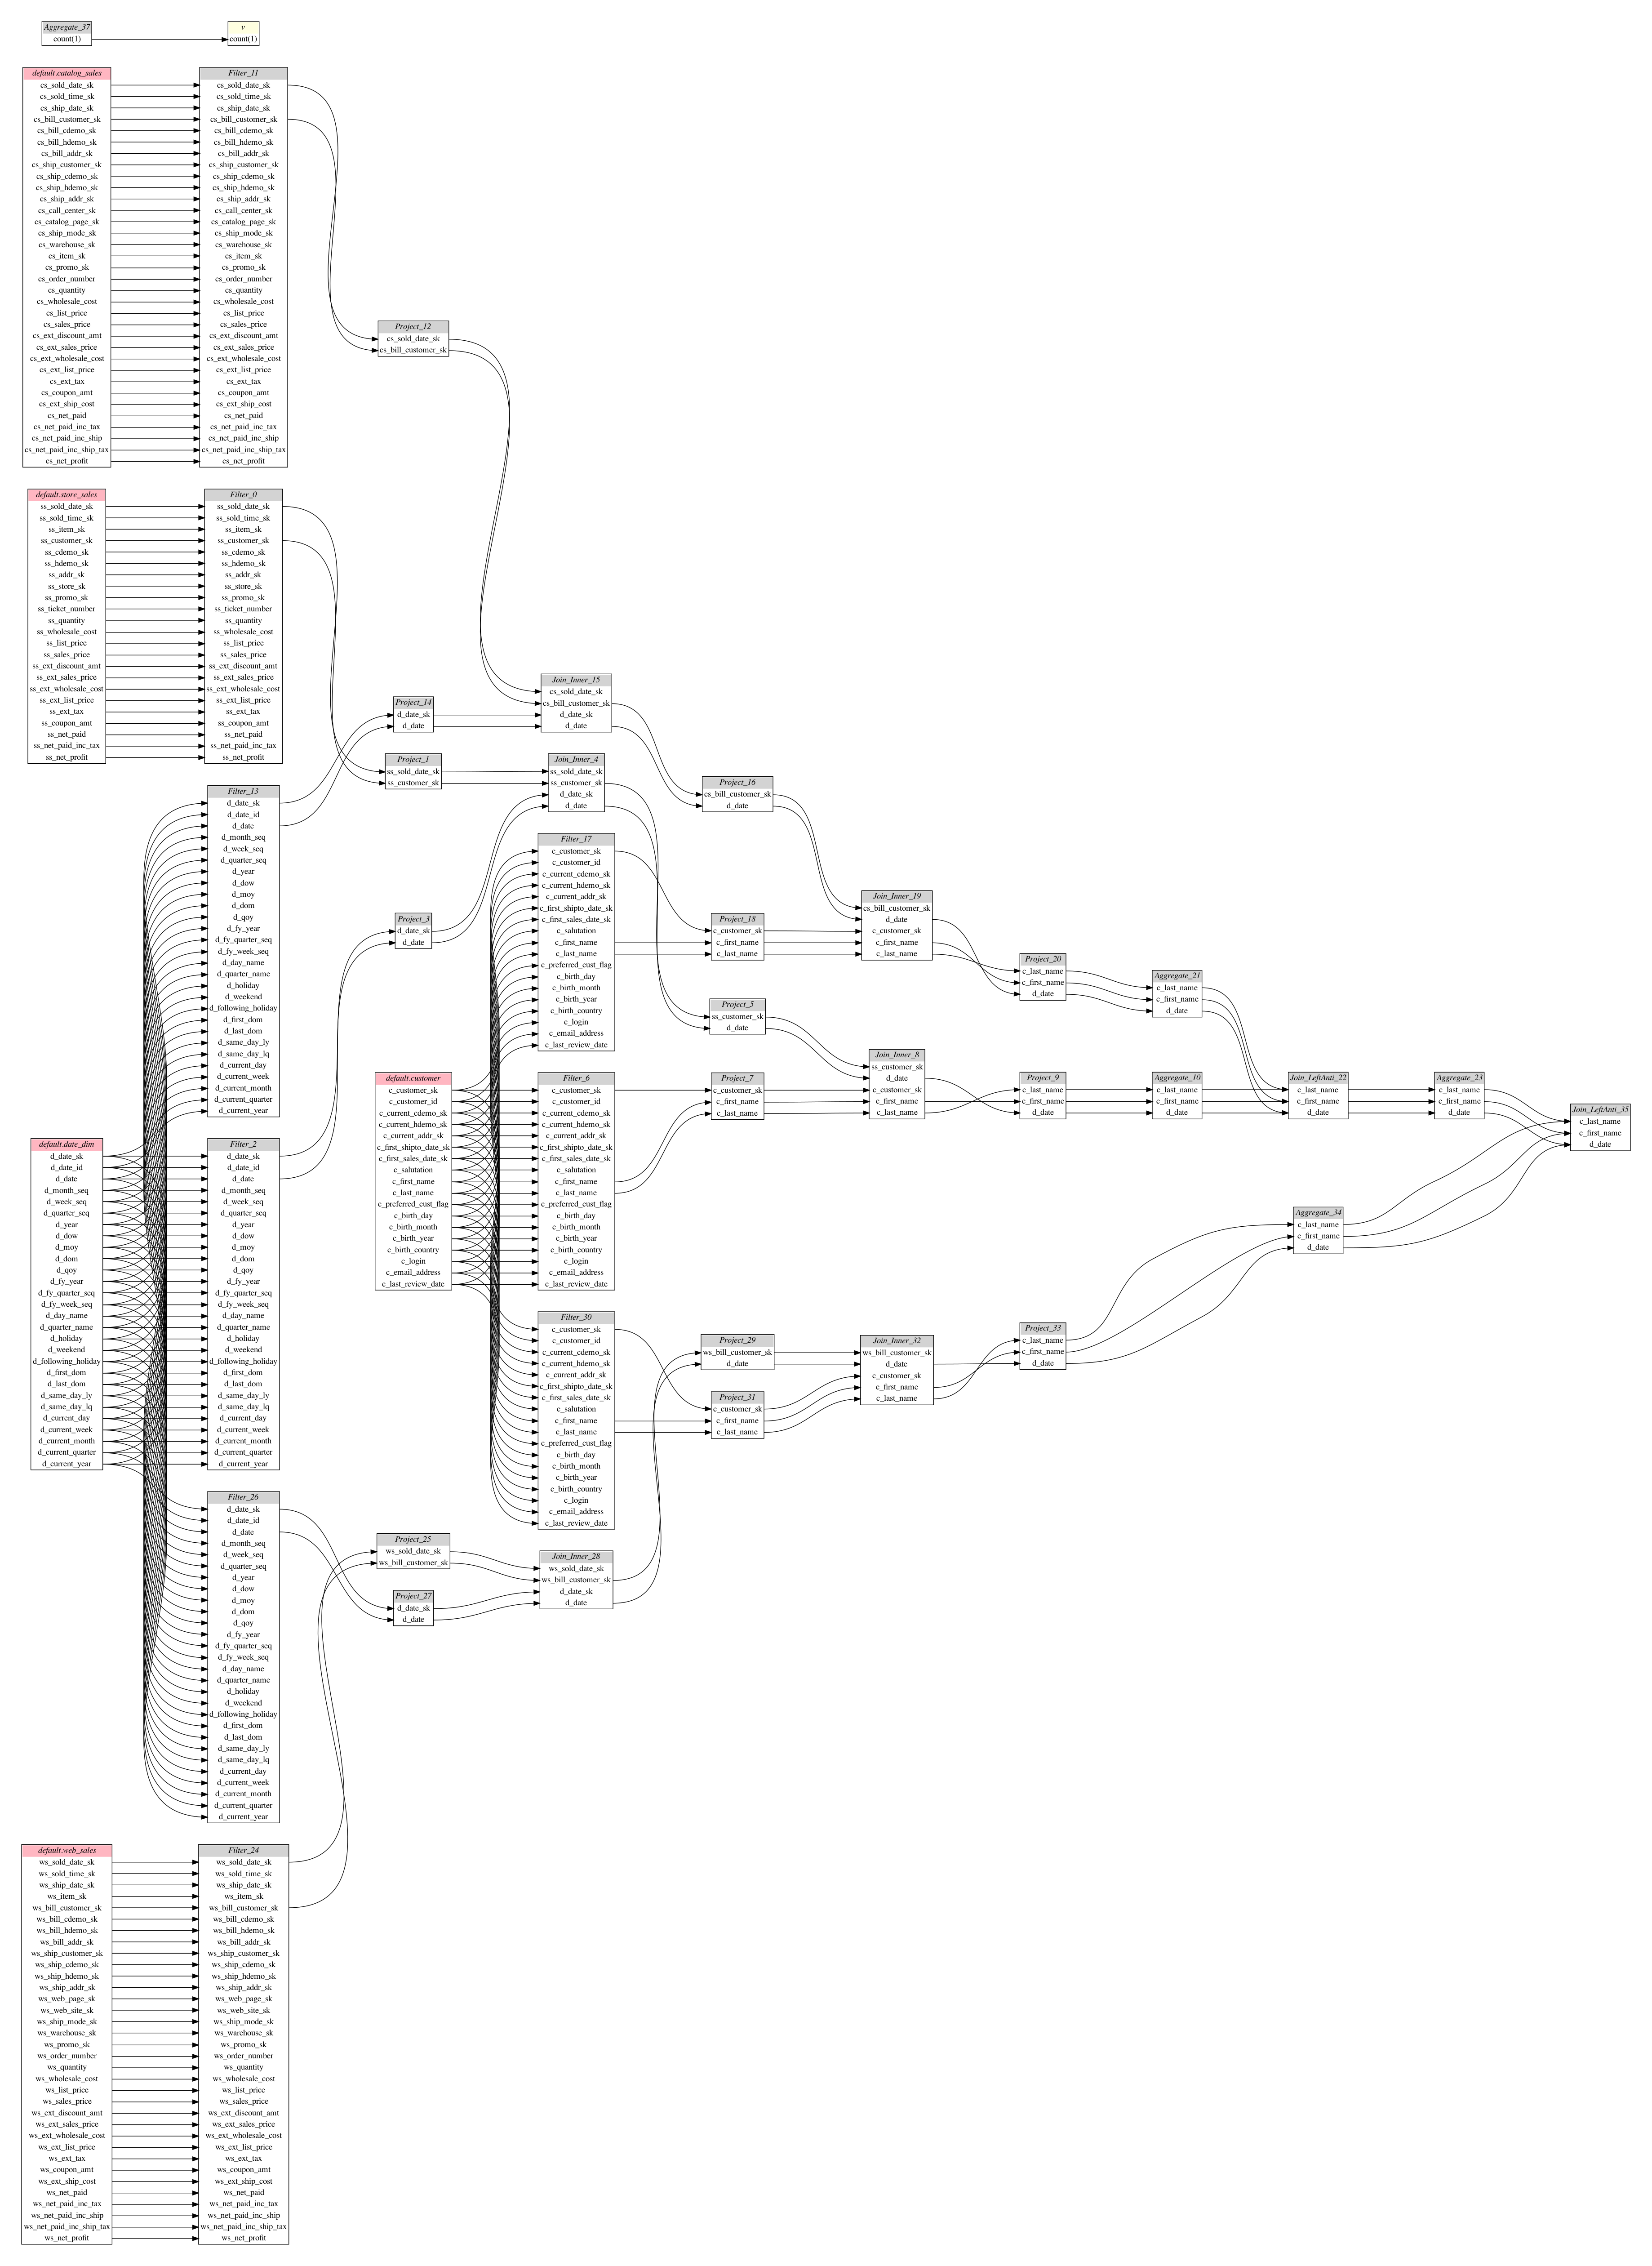 Aggregate_37
count(1)
v
count(1)
default.catalog_sales
cs_sold_date_sk
cs_sold_time_sk
cs_ship_date_sk
cs_bill_customer_sk
cs_bill_cdemo_sk
cs_bill_hdemo_sk
cs_bill_addr_sk
cs_ship_customer_sk
cs_ship_cdemo_sk
cs_ship_hdemo_sk
cs_ship_addr_sk
cs_call_center_sk
cs_catalog_page_sk
cs_ship_mode_sk
cs_warehouse_sk
cs_item_sk
cs_promo_sk
cs_order_number
cs_quantity
cs_wholesale_cost
cs_list_price
cs_sales_price
cs_ext_discount_amt
cs_ext_sales_price
cs_ext_wholesale_cost
cs_ext_list_price
cs_ext_tax
cs_coupon_amt
cs_ext_ship_cost
cs_net_paid
cs_net_paid_inc_tax
cs_net_paid_inc_ship
cs_net_paid_inc_ship_tax
cs_net_profit
Filter_11
cs_sold_date_sk
cs_sold_time_sk
cs_ship_date_sk
cs_bill_customer_sk
cs_bill_cdemo_sk
cs_bill_hdemo_sk
cs_bill_addr_sk
cs_ship_customer_sk
cs_ship_cdemo_sk
cs_ship_hdemo_sk
cs_ship_addr_sk
cs_call_center_sk
cs_catalog_page_sk
cs_ship_mode_sk
cs_warehouse_sk
cs_item_sk
cs_promo_sk
cs_order_number
cs_quantity
cs_wholesale_cost
cs_list_price
cs_sales_price
cs_ext_discount_amt
cs_ext_sales_price
cs_ext_wholesale_cost
cs_ext_list_price
cs_ext_tax
cs_coupon_amt
cs_ext_ship_cost
cs_net_paid
cs_net_paid_inc_tax
cs_net_paid_inc_ship
cs_net_paid_inc_ship_tax
cs_net_profit
Project_12
cs_sold_date_sk
cs_bill_customer_sk
default.store_sales
ss_sold_date_sk
ss_sold_time_sk
ss_item_sk
ss_customer_sk
ss_cdemo_sk
ss_hdemo_sk
ss_addr_sk
ss_store_sk
ss_promo_sk
ss_ticket_number
ss_quantity
ss_wholesale_cost
ss_list_price
ss_sales_price
ss_ext_discount_amt
ss_ext_sales_price
ss_ext_wholesale_cost
ss_ext_list_price
ss_ext_tax
ss_coupon_amt
ss_net_paid
ss_net_paid_inc_tax
ss_net_profit
Filter_0
ss_sold_date_sk
ss_sold_time_sk
ss_item_sk
ss_customer_sk
ss_cdemo_sk
ss_hdemo_sk
ss_addr_sk
ss_store_sk
ss_promo_sk
ss_ticket_number
ss_quantity
ss_wholesale_cost
ss_list_price
ss_sales_price
ss_ext_discount_amt
ss_ext_sales_price
ss_ext_wholesale_cost
ss_ext_list_price
ss_ext_tax
ss_coupon_amt
ss_net_paid
ss_net_paid_inc_tax
ss_net_profit
Project_14
d_date_sk
d_date
Join_Inner_15
cs_sold_date_sk
cs_bill_customer_sk
d_date_sk
d_date
Project_1
ss_sold_date_sk
ss_customer_sk
Join_Inner_4
ss_sold_date_sk
ss_customer_sk
d_date_sk
d_date
Project_16
cs_bill_customer_sk
d_date
Filter_13
d_date_sk
d_date_id
d_date
d_month_seq
d_week_seq
d_quarter_seq
d_year
d_dow
d_moy
d_dom
d_qoy
d_fy_year
d_fy_quarter_seq
d_fy_week_seq
d_day_name
d_quarter_name
d_holiday
d_weekend
d_following_holiday
d_first_dom
d_last_dom
d_same_day_ly
d_same_day_lq
d_current_day
d_current_week
d_current_month
d_current_quarter
d_current_year
Project_3
d_date_sk
d_date
Filter_17
c_customer_sk
c_customer_id
c_current_cdemo_sk
c_current_hdemo_sk
c_current_addr_sk
c_first_shipto_date_sk
c_first_sales_date_sk
c_salutation
c_first_name
c_last_name
c_preferred_cust_flag
c_birth_day
c_birth_month
c_birth_year
c_birth_country
c_login
c_email_address
c_last_review_date
Project_18
c_customer_sk
c_first_name
c_last_name
Join_Inner_19
cs_bill_customer_sk
d_date
c_customer_sk
c_first_name
c_last_name
Project_20
c_last_name
c_first_name
d_date
Aggregate_21
c_last_name
c_first_name
d_date
Project_5
ss_customer_sk
d_date
Join_Inner_8
ss_customer_sk
d_date
c_customer_sk
c_first_name
c_last_name
default.customer
c_customer_sk
c_customer_id
c_current_cdemo_sk
c_current_hdemo_sk
c_current_addr_sk
c_first_shipto_date_sk
c_first_sales_date_sk
c_salutation
c_first_name
c_last_name
c_preferred_cust_flag
c_birth_day
c_birth_month
c_birth_year
c_birth_country
c_login
c_email_address
c_last_review_date
Filter_6
c_customer_sk
c_customer_id
c_current_cdemo_sk
c_current_hdemo_sk
c_current_addr_sk
c_first_shipto_date_sk
c_first_sales_date_sk
c_salutation
c_first_name
c_last_name
c_preferred_cust_flag
c_birth_day
c_birth_month
c_birth_year
c_birth_country
c_login
c_email_address
c_last_review_date
Project_7
c_customer_sk
c_first_name
c_last_name
Project_9
c_last_name
c_first_name
d_date
Aggregate_10
c_last_name
c_first_name
d_date
Join_LeftAnti_22
c_last_name
c_first_name
d_date
Aggregate_23
c_last_name
c_first_name
d_date
Join_LeftAnti_35
c_last_name
c_first_name
d_date
default.date_dim
d_date_sk
d_date_id
d_date
d_month_seq
d_week_seq
d_quarter_seq
d_year
d_dow
d_moy
d_dom
d_qoy
d_fy_year
d_fy_quarter_seq
d_fy_week_seq
d_day_name
d_quarter_name
d_holiday
d_weekend
d_following_holiday
d_first_dom
d_last_dom
d_same_day_ly
d_same_day_lq
d_current_day
d_current_week
d_current_month
d_current_quarter
d_current_year
Filter_2
d_date_sk
d_date_id
d_date
d_month_seq
d_week_seq
d_quarter_seq
d_year
d_dow
d_moy
d_dom
d_qoy
d_fy_year
d_fy_quarter_seq
d_fy_week_seq
d_day_name
d_quarter_name
d_holiday
d_weekend
d_following_holiday
d_first_dom
d_last_dom
d_same_day_ly
d_same_day_lq
d_current_day
d_current_week
d_current_month
d_current_quarter
d_current_year
Aggregate_34
c_last_name
c_first_name
d_date
Filter_30
c_customer_sk
c_customer_id
c_current_cdemo_sk
c_current_hdemo_sk
c_current_addr_sk
c_first_shipto_date_sk
c_first_sales_date_sk
c_salutation
c_first_name
c_last_name
c_preferred_cust_flag
c_birth_day
c_birth_month
c_birth_year
c_birth_country
c_login
c_email_address
c_last_review_date
Project_29
ws_bill_customer_sk
d_date
Project_31
c_customer_sk
c_first_name
c_last_name
Join_Inner_32
ws_bill_customer_sk
d_date
c_customer_sk
c_first_name
c_last_name
Project_33
c_last_name
c_first_name
d_date
Filter_26
d_date_sk
d_date_id
d_date
d_month_seq
d_week_seq
d_quarter_seq
d_year
d_dow
d_moy
d_dom
d_qoy
d_fy_year
d_fy_quarter_seq
d_fy_week_seq
d_day_name
d_quarter_name
d_holiday
d_weekend
d_following_holiday
d_first_dom
d_last_dom
d_same_day_ly
d_same_day_lq
d_current_day
d_current_week
d_current_month
d_current_quarter
d_current_year
Project_25
ws_sold_date_sk
ws_bill_customer_sk
Project_27
d_date_sk
d_date
Join_Inner_28
ws_sold_date_sk
ws_bill_customer_sk
d_date_sk
d_date
default.web_sales
ws_sold_date_sk
ws_sold_time_sk
ws_ship_date_sk
ws_item_sk
ws_bill_customer_sk
ws_bill_cdemo_sk
ws_bill_hdemo_sk
ws_bill_addr_sk
ws_ship_customer_sk
ws_ship_cdemo_sk
ws_ship_hdemo_sk
ws_ship_addr_sk
ws_web_page_sk
ws_web_site_sk
ws_ship_mode_sk
ws_warehouse_sk
ws_promo_sk
ws_order_number
ws_quantity
ws_wholesale_cost
ws_list_price
ws_sales_price
ws_ext_discount_amt
ws_ext_sales_price
ws_ext_wholesale_cost
ws_ext_list_price
ws_ext_tax
ws_coupon_amt
ws_ext_ship_cost
ws_net_paid
ws_net_paid_inc_tax
ws_net_paid_inc_ship
ws_net_paid_inc_ship_tax
ws_net_profit
Filter_24
ws_sold_date_sk
ws_sold_time_sk
ws_ship_date_sk
ws_item_sk
ws_bill_customer_sk
ws_bill_cdemo_sk
ws_bill_hdemo_sk
ws_bill_addr_sk
ws_ship_customer_sk
ws_ship_cdemo_sk
ws_ship_hdemo_sk
ws_ship_addr_sk
ws_web_page_sk
ws_web_site_sk
ws_ship_mode_sk
ws_warehouse_sk
ws_promo_sk
ws_order_number
ws_quantity
ws_wholesale_cost
ws_list_price
ws_sales_price
ws_ext_discount_amt
ws_ext_sales_price
ws_ext_wholesale_cost
ws_ext_list_price
ws_ext_tax
ws_coupon_amt
ws_ext_ship_cost
ws_net_paid
ws_net_paid_inc_tax
ws_net_paid_inc_ship
ws_net_paid_inc_ship_tax
ws_net_profit